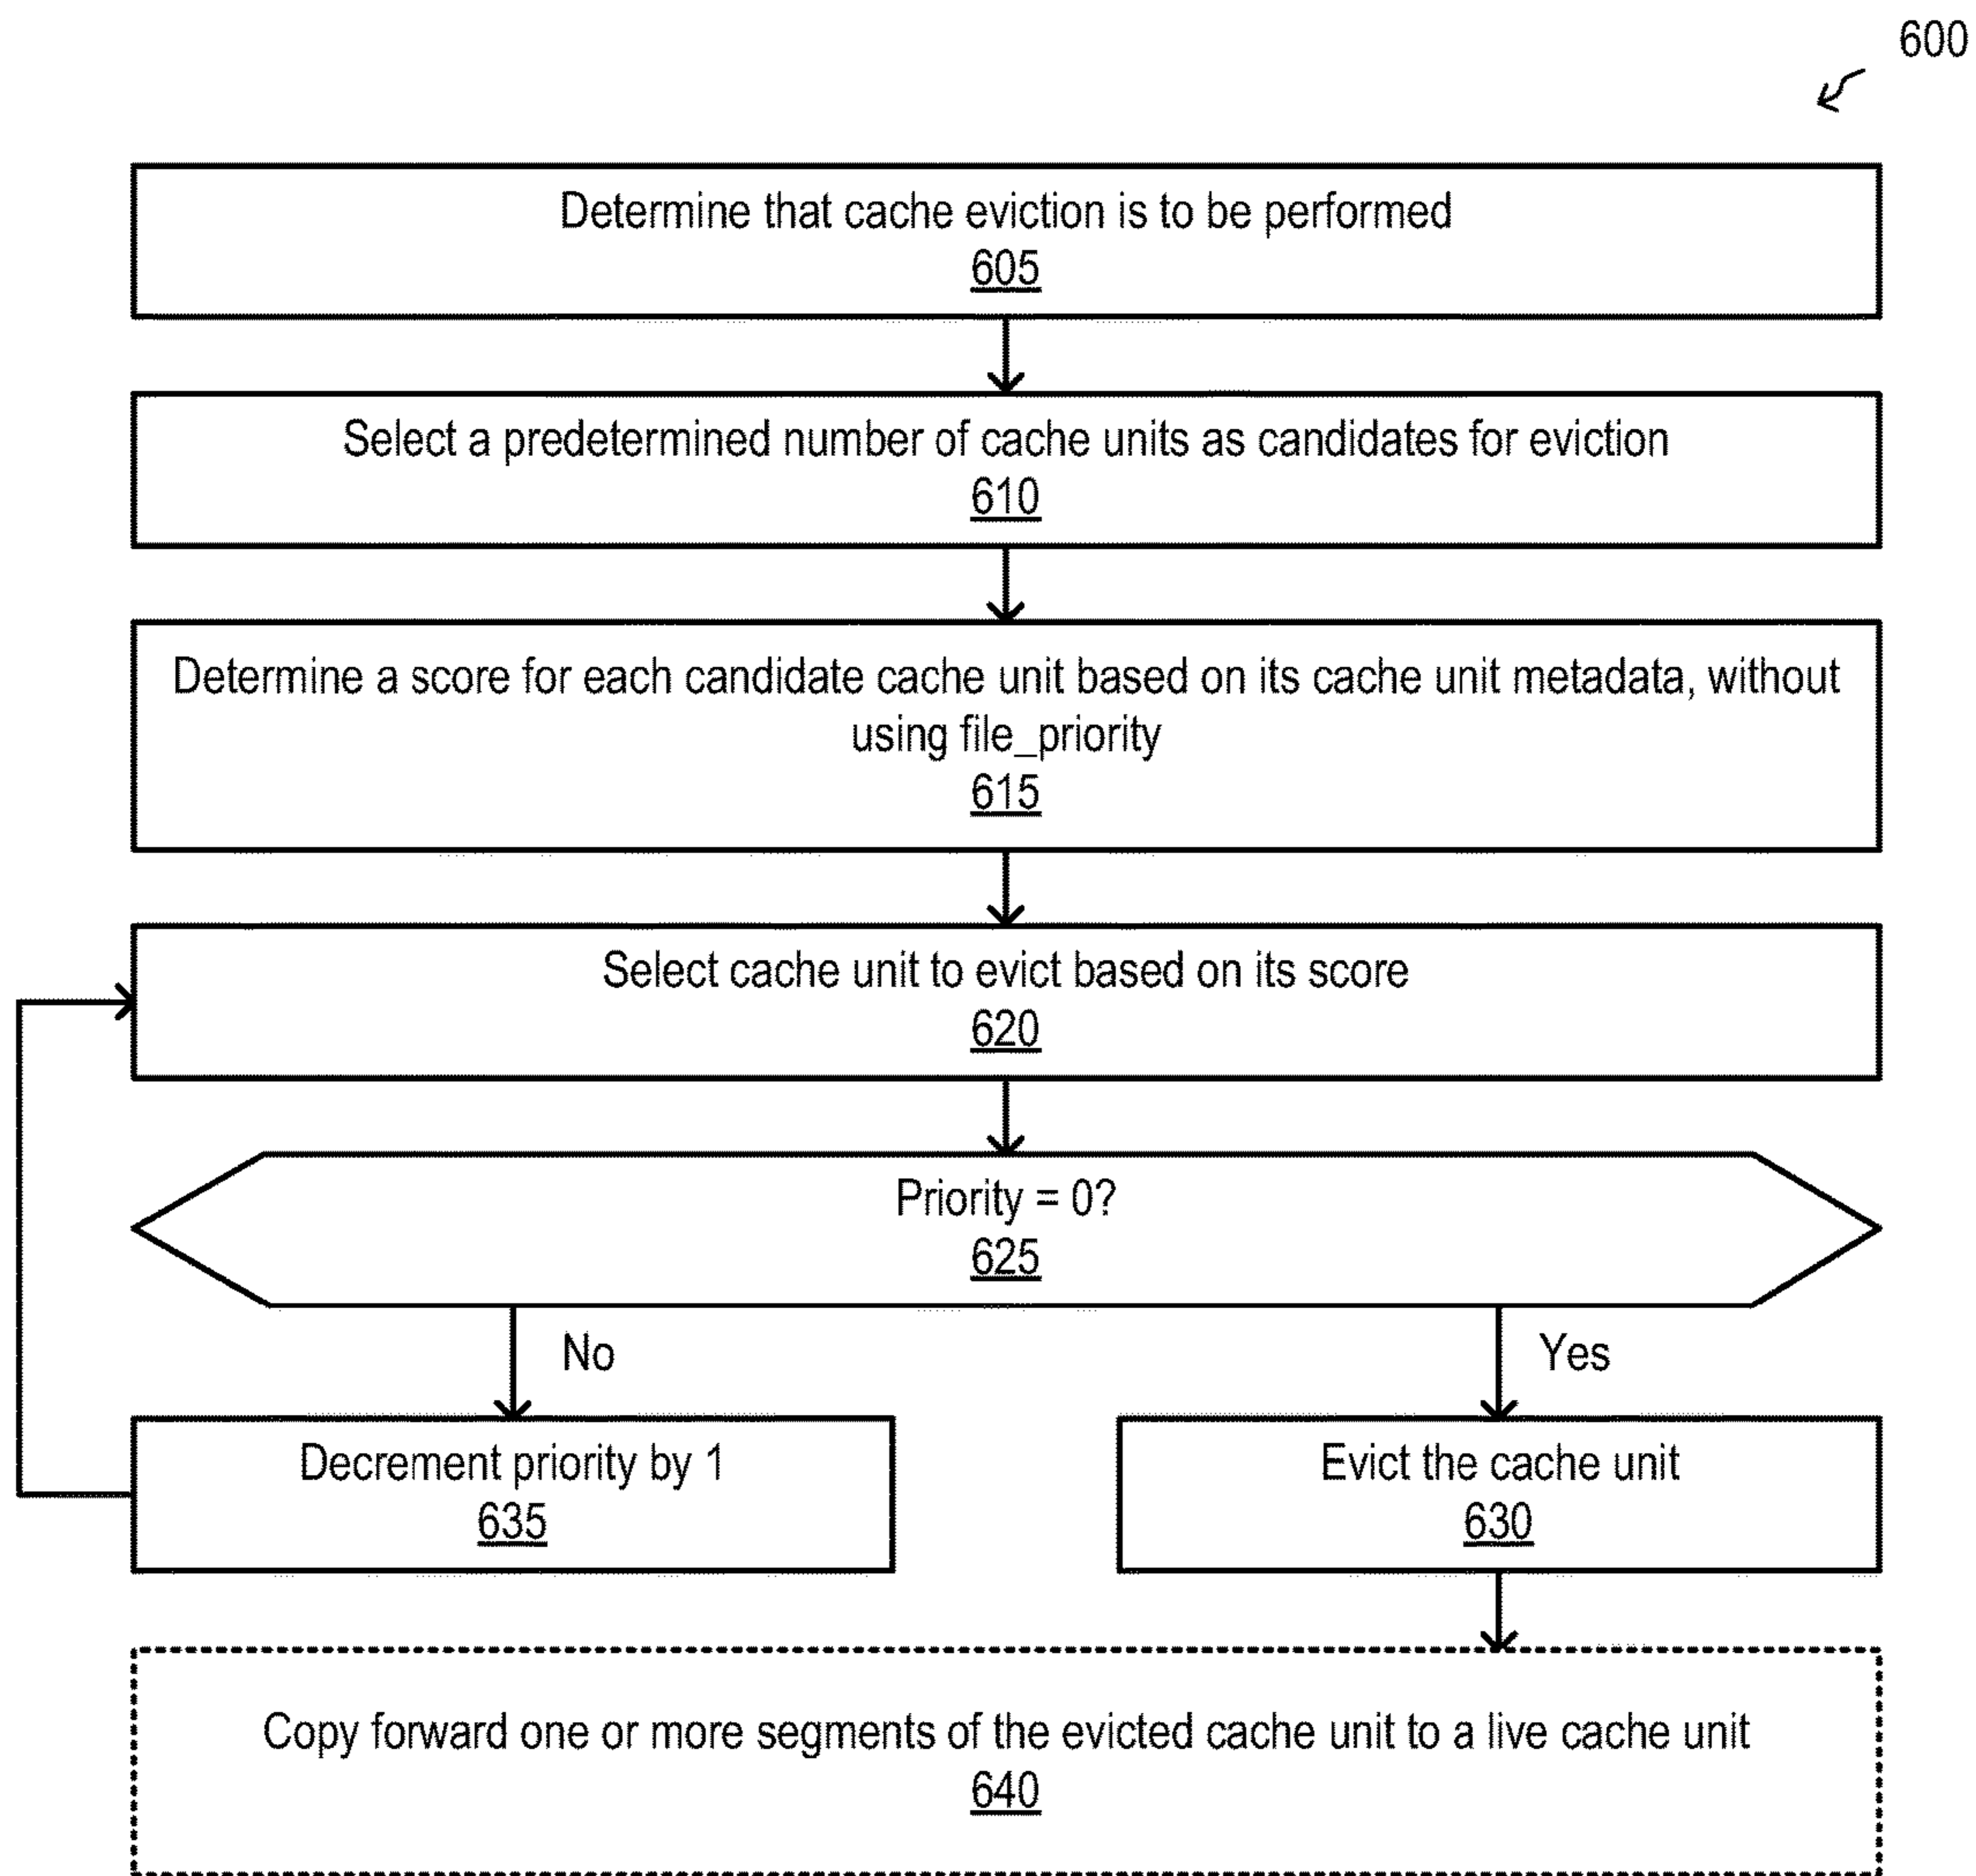 600
Determine that cache eviction is to be performed
605
Select a predetermined number of cache units as candidates for eviction
610
Determine a score for each candidate cache unit based on its cache unit metadata, without
using file_priority
615
Select cache unit to evict based on its score
620
Priority = 0?
625
No
Yes
Decrement priority by 1
635
Evict the cache unit
630
Copy forward one or more segments of the evicted cache unit to a live cache unit
640